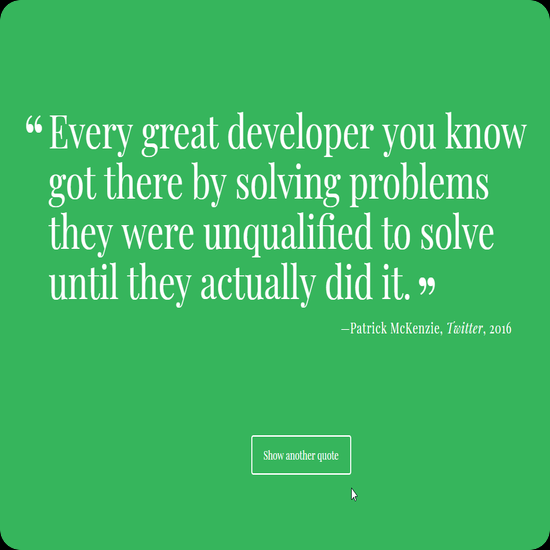 “ Every great developer you know
got there by solving problems
they were unqualified to solve
until they actually did it. ”
—Patrick McKenzie, Twitter, 2016
Show another quote